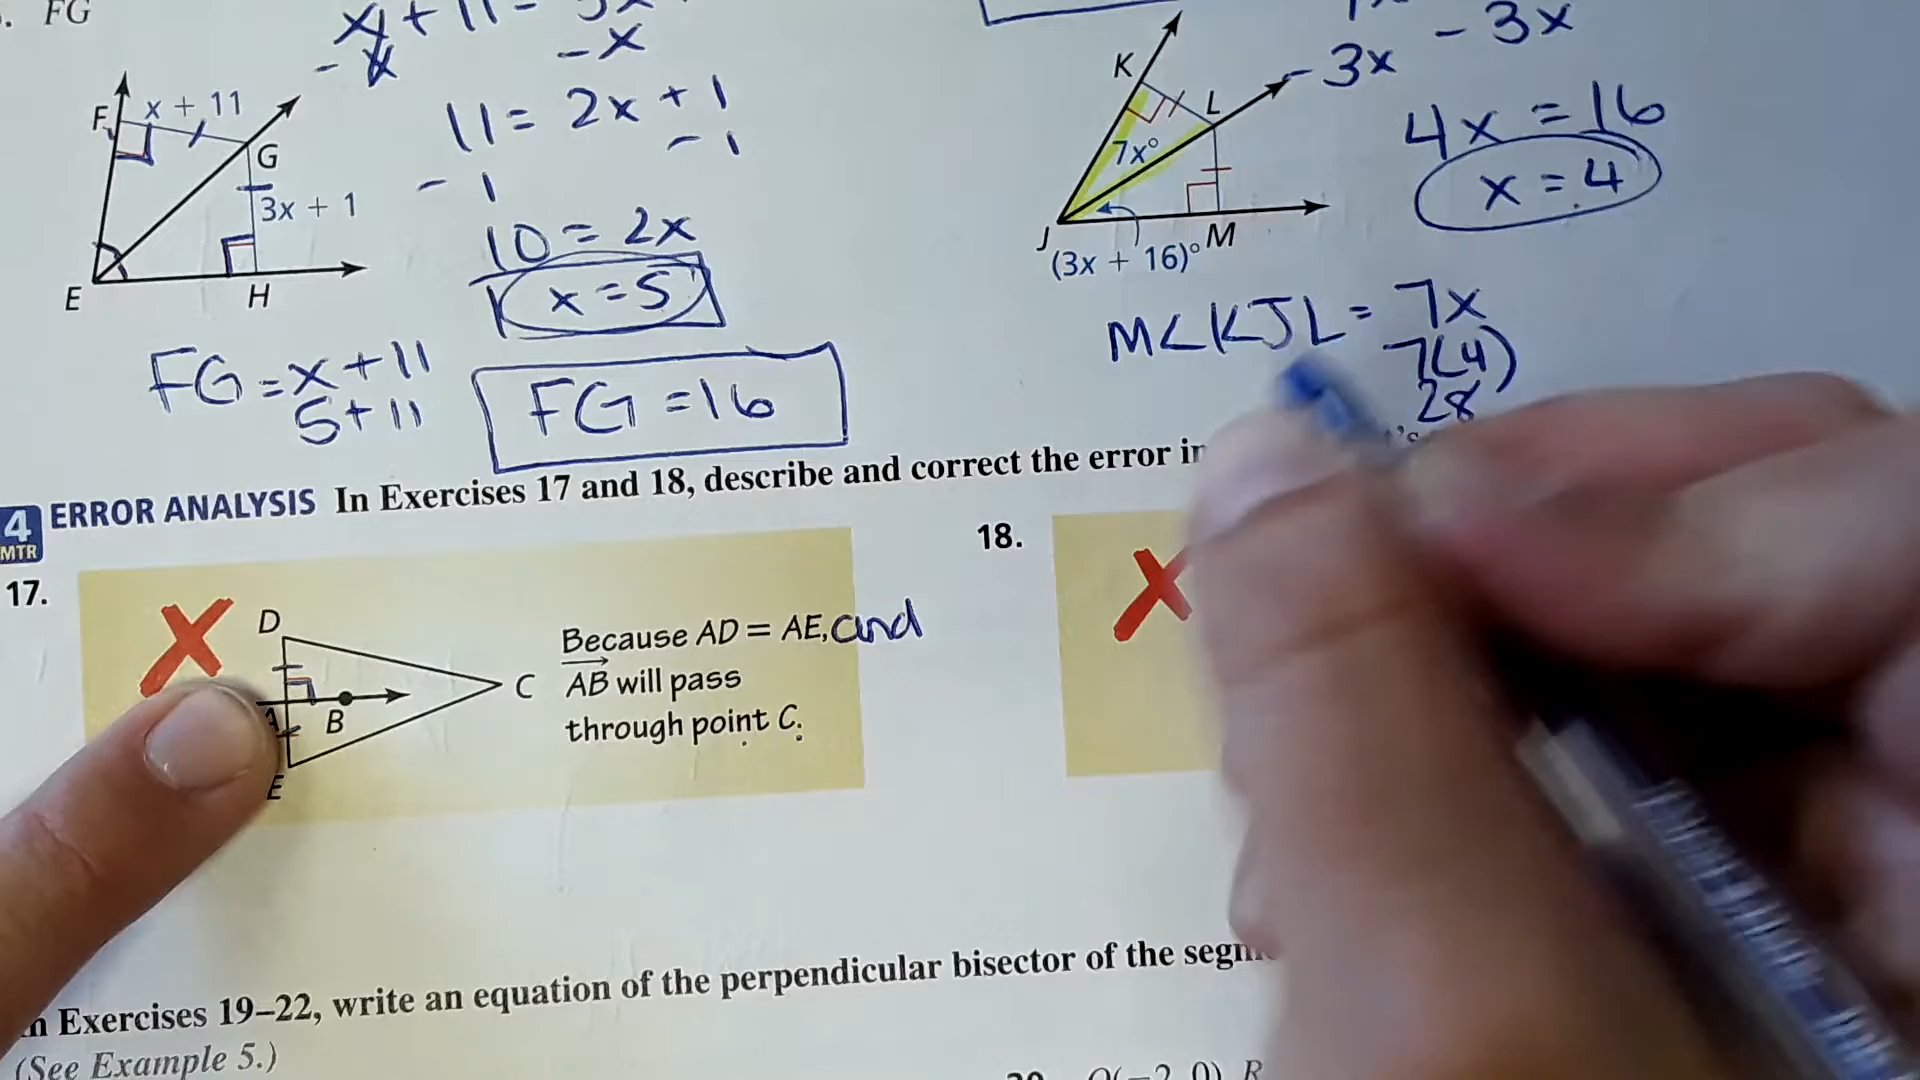 FG
x + 11
- x
- x
F
x + 11
G
3x + 1
E
H
11 = 2x + 1
- 1
- 1
10 = 2x
x = 5
FG = x + 11
5 + 11
FG = 16
- 3x
- 3x
4x = 16
x = 4
K
L
7x°
J
M
(3x + 16)°
M<KJL = 7x
7(4)
28
4
MTR
ERROR ANALYSIS In Exercises 17 and 18, describe and correct the error in
17.
D
A
B
C
E
Because AD = AE, and
AB will pass
through point C.
18.
Exercises 19–22, write an equation of the perpendicular bisector of the
(See Example 5.)